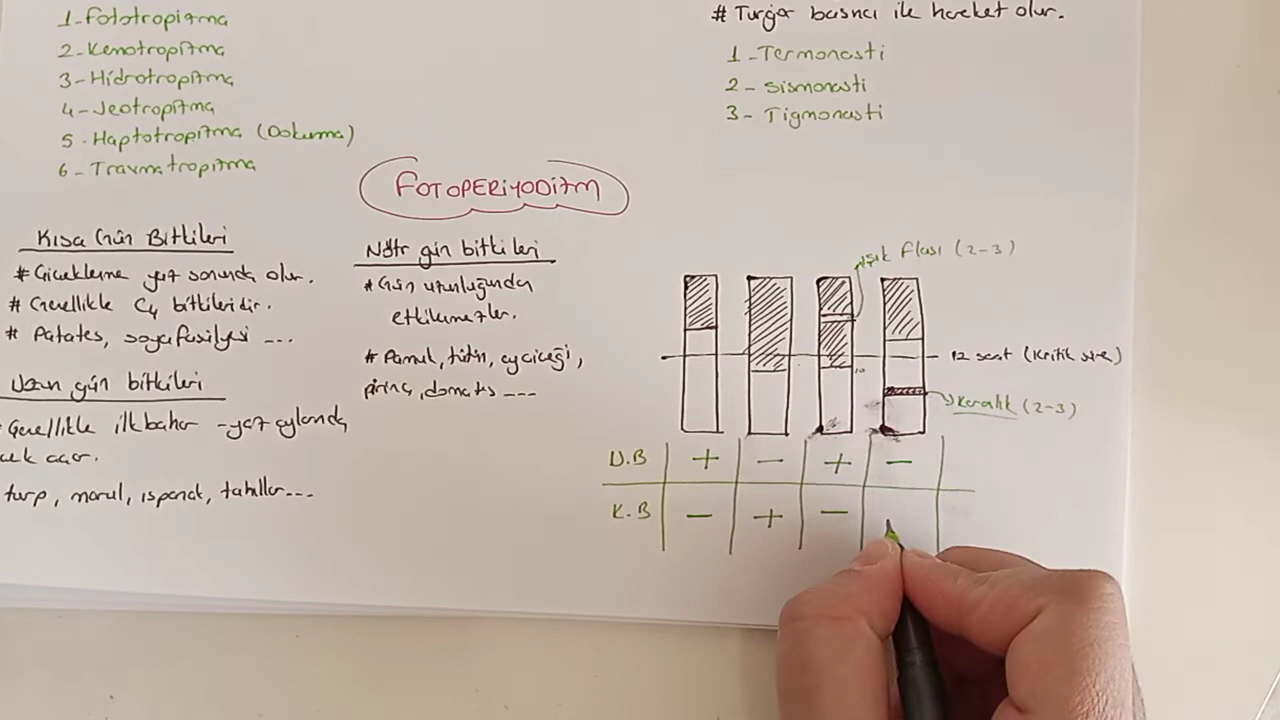 1-Fototropizma
2-Kemotropizma
3-Hidrotropizma
4-Jeotropizma
5-Haptotropizma (Dokunma)
6-Travmatropizma
# Turgor basıncı ile hareket olur.
1-Termonasti
2-Sismonasti
3-Tigmonasti
FOTOPERİYODİZM
Kısa Gün Bitkileri
# Çiçeklenme yaz sonunda olur.
# Genellikle C4 bitkileridir.
# Patates, soya fasülyesi ---
Uzun gün bitkileri
Genellikle ilkbahar - yaz aylarında
çiçek açar.
turp, marul, ıspanak, tahıllar---
Nötr gün bitkileri
# Gün uzunluğundan
etkilenmezler.
# Pamuk, tütün, ayçiçeği,
pirinç, domates ---
Işık flaşı (2-3)
12 saat (Kritik süre)
10
Karanlık (2-3)
U.B + - + -
K.B - + -